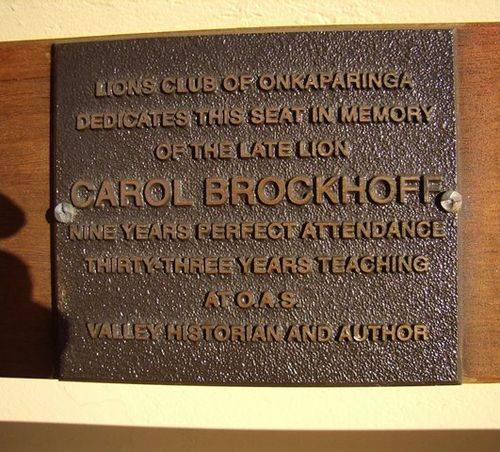 LIONS CLUB OF ONKAPARINGA
DEDICATES THIS SEAT IN MEMORY
OF THE LATE LION
CAROL BROCKHOFF
NINE YEARS PERFECT ATTENDANCE
THIRTY-THREE YEARS TEACHING
AT O.A.S.
VALLEY HISTORIAN AND AUTHOR